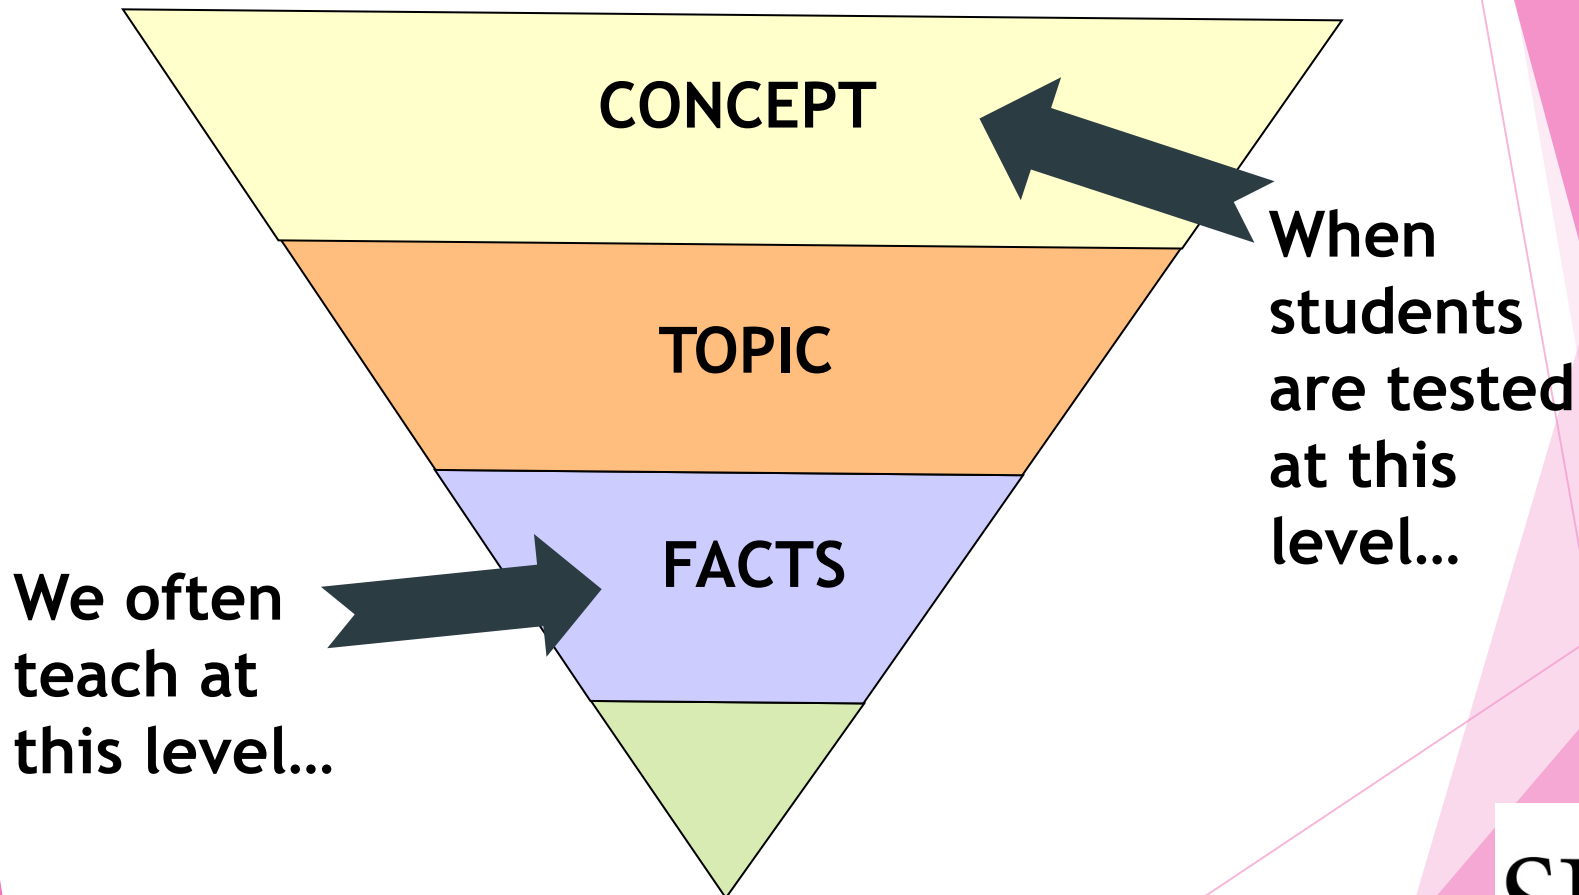 CONCEPT
When
students
are tested
at this
level…
TOPIC
FACTS
We often
teach at
this level…